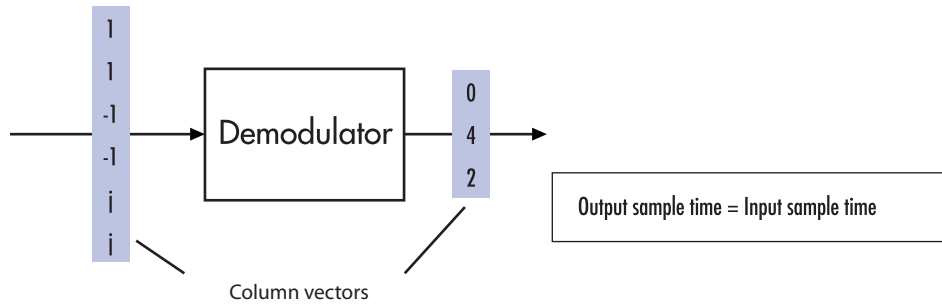 1
1
-1
-1
i
i
Demodulator
0
4
2
Output sample time = Input sample time
Column vectors